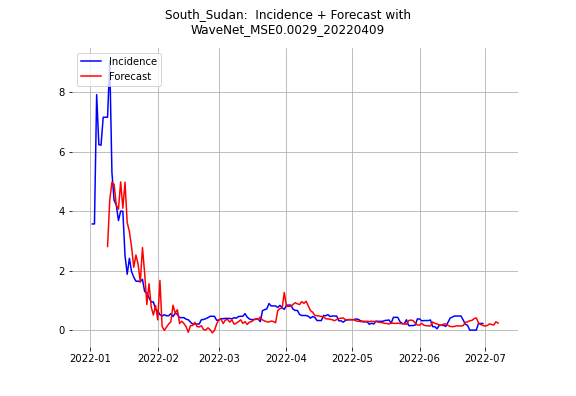 South_Sudan:  Incidence + Forecast with
WaveNet_MSE0.0029_20220409
Incidence
Forecast
8
6
4
2
0
2022-01 2022-02 2022-03 2022-04 2022-05 2022-06 2022-07